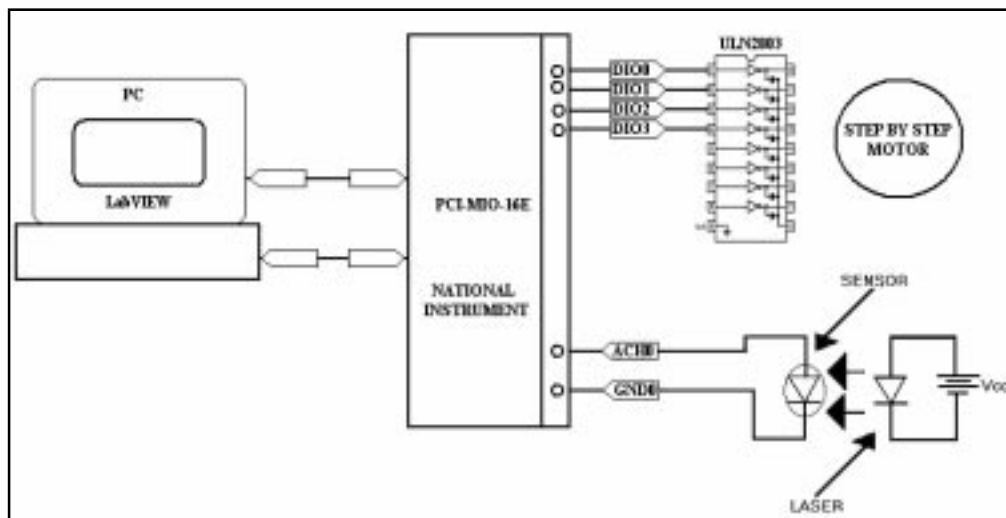 PC
LabVIEW
PCI-MIO-16E
NATIONAL
INSTRUMENT
DIO0
DIO1
DIO2
DIO3
ULN2803
STEP BY STEP
MOTOR
ACH0
GND0
SENSOR
LASER
Vcc